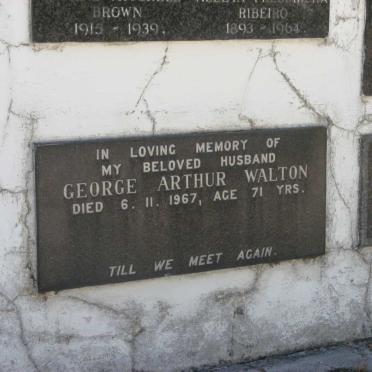 BROWN
1915 - 1939.
RIBEIRO
1893 - 1964
IN LOVING MEMORY OF
MY BELOVED HUSBAND
GEORGE ARTHUR WALTON
DIED 6. 11. 1967, AGE 71 YRS.
TILL WE MEET AGAIN.